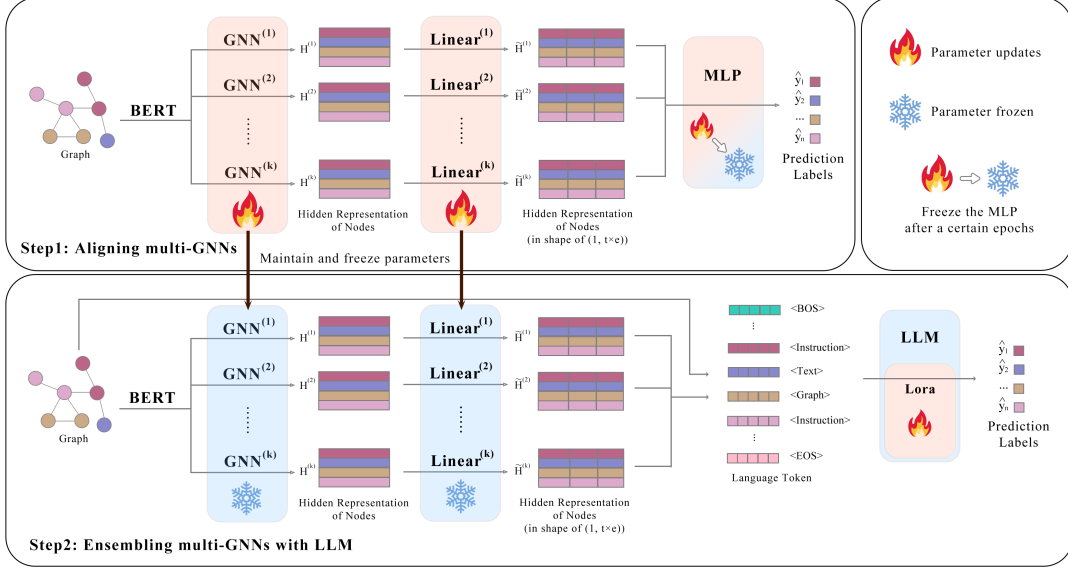 GNN(1)
H(1)
Linear(1)
H̃(1)
GNN(2)
H(2)
Linear(2)
H̃(2)
BERT
Graph
......
......
GNN(k)
H(k)
Linear(k)
H̃(k)
Hidden Representation
of Nodes
Hidden Representation
of Nodes
(in shape of (1, t×e))
MLP
ŷ1
ŷ2
...
ŷn
Prediction
Labels
Step1: Aligning multi-GNNs
Parameter updates
Parameter frozen
Freeze the MLP
after a certain epochs
Maintain and freeze parameters
GNN(1)
H(1)
Linear(1)
H̃(1)
GNN(2)
H(2)
Linear(2)
H̃(2)
BERT
Graph
......
......
GNN(k)
H(k)
Linear(k)
H̃(k)
Hidden Representation
of Nodes
Hidden Representation
of Nodes
(in shape of (1, t×e))
<BOS>
...
<Instruction>
<Text>
<Graph>
<Instruction>
...
<EOS>
Language Token
LLM
Lora
ŷ1
ŷ2
...
ŷn
Prediction
Labels
Step2: Ensembling multi-GNNs with LLM